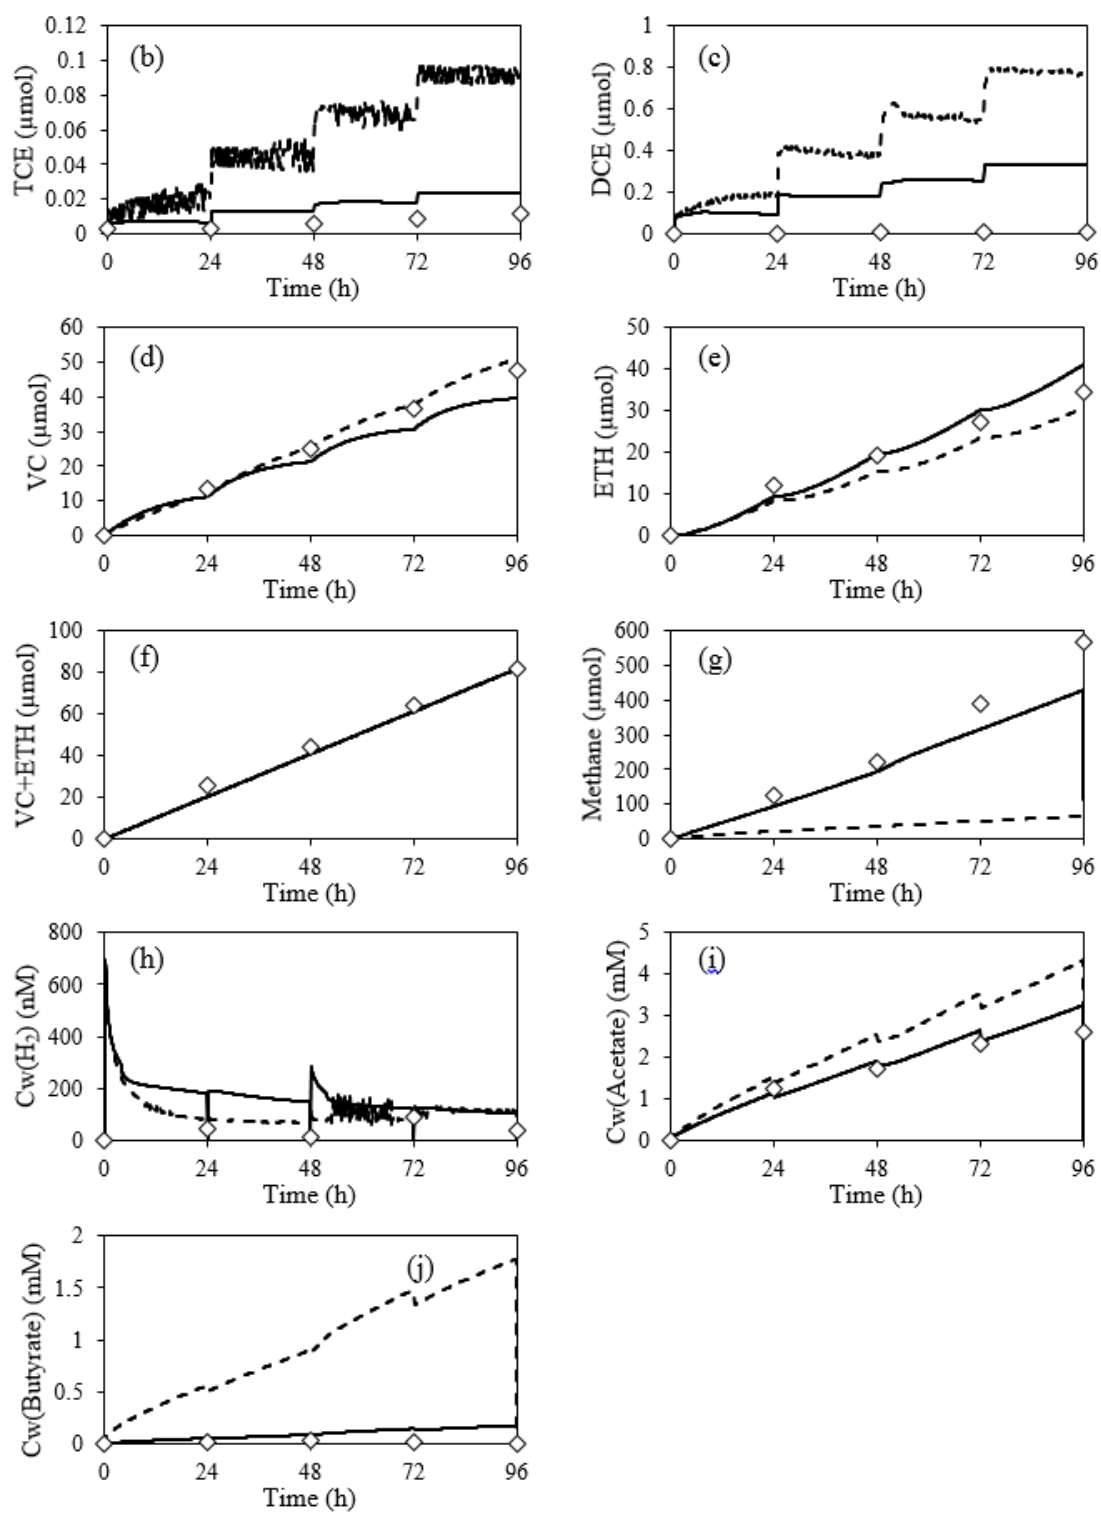 (b)
TCE (μmol)
0.12
0.1
0.08
0.06
0.04
0.02
0
0 24 48 72 96
Time (h)
(c)
DCE (μmol)
1
0.8
0.6
0.4
0.2
0
0 24 48 72 96
Time (h)
(d)
VC (μmol)
60
50
40
30
20
10
0
0 24 48 72 96
Time (h)
(e)
ETH (μmol)
50
40
30
20
10
0
0 24 48 72 96
Time (h)
(f)
VC+ETH (μmol)
100
80
60
40
20
0
0 24 48 72 96
Time (h)
(g)
Methane (μmol)
600
500
400
300
200
100
0
0 24 48 72 96
Time (h)
(h)
Cw(H₂) (nM)
800
600
400
200
0
0 24 48 72 96
Time (h)
(i)
Cw(Acetate) (mM)
5
4
3
2
1
0
0 24 48 72 96
Time (h)
(j)
Cw(Butyrate) (mM)
2
1.5
1
0.5
0
0 24 48 72 96
Time (h)